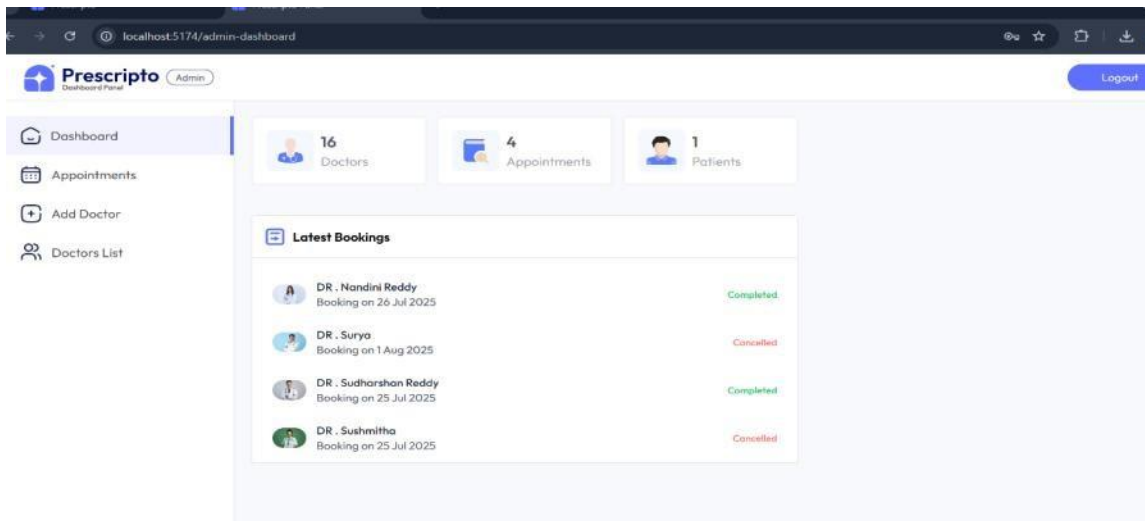 localhost:5174/admin-dashboard
Prescripto Admin
Dashboard Panel
Logout
Dashboard
Appointments
Add Doctor
Doctors List
16
Doctors
4
Appointments
1
Patients
Latest Bookings
DR . Nandini Reddy
Booking on 26 Jul 2025
Completed
DR . Surya
Booking on 1 Aug 2025
Cancelled
DR . Sudharshan Reddy
Booking on 25 Jul 2025
Completed
DR . Sushmitha
Booking on 25 Jul 2025
Cancelled